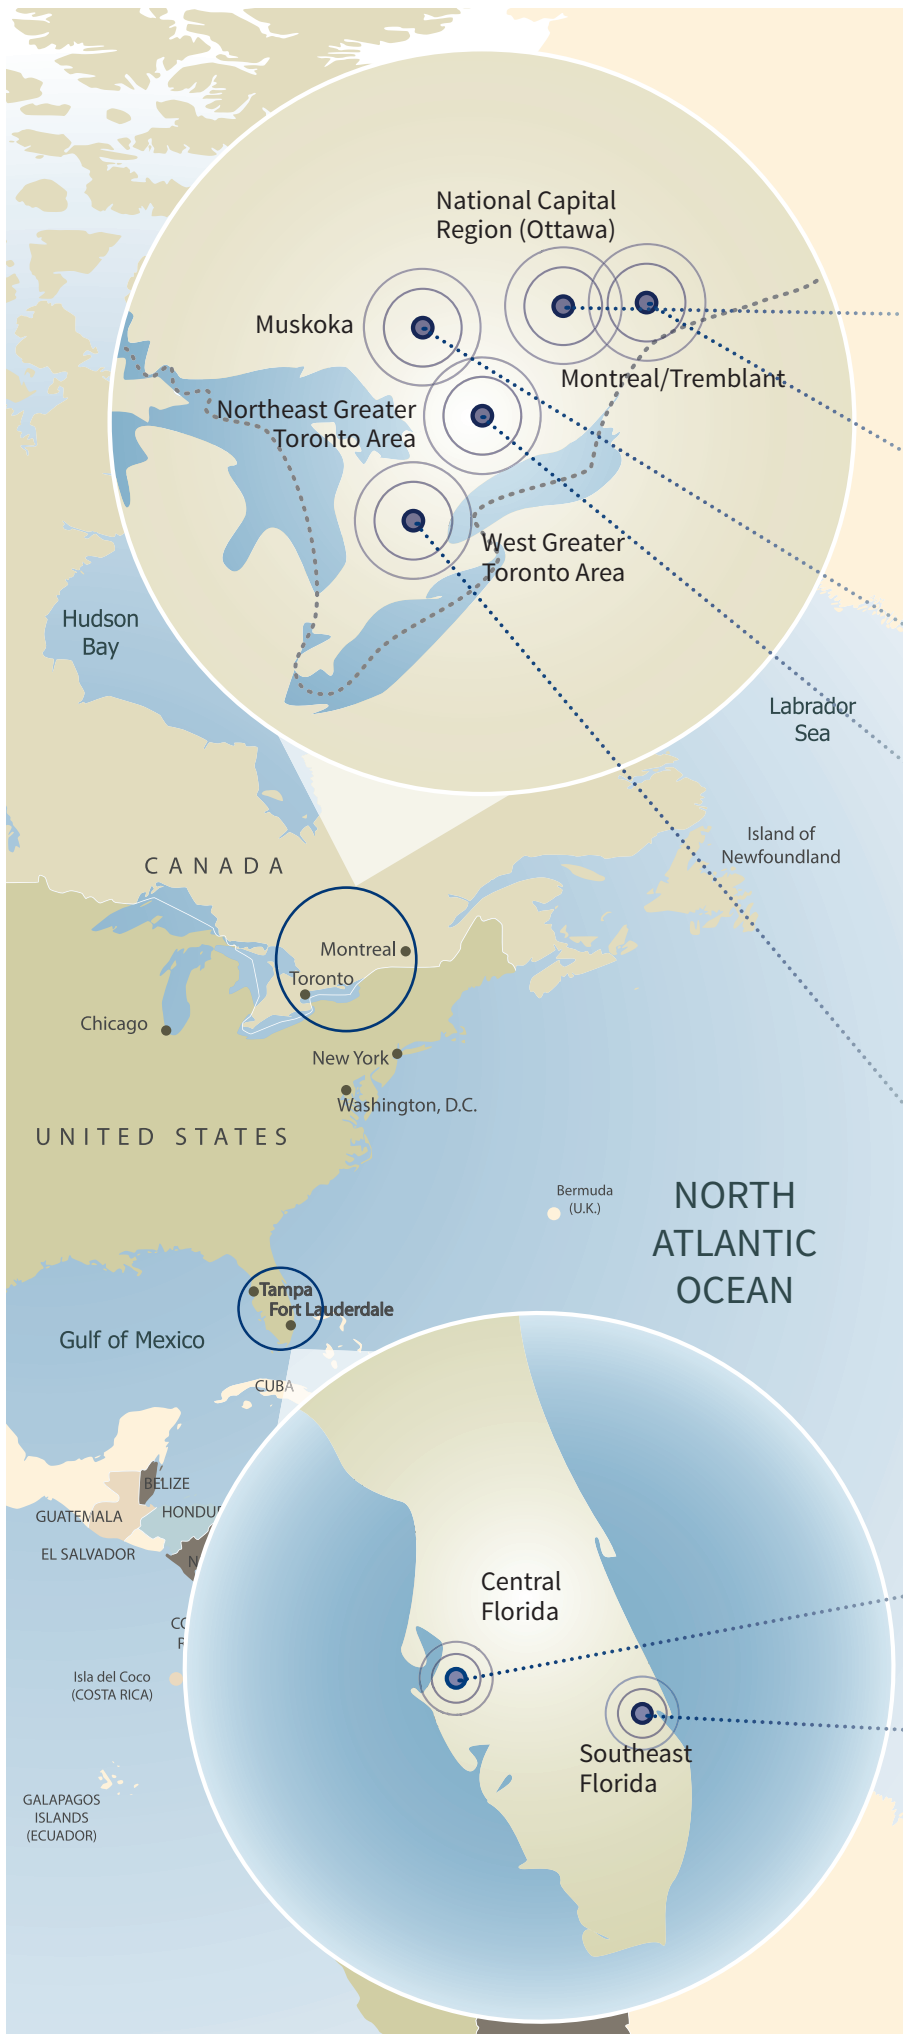 National Capital
Region (Ottawa)
Muskoka
Montreal/Tremblant
Northeast Greater
Toronto Area
West Greater
Toronto Area
Hudson
Bay
Labrador
Sea
Island of
Newfoundland
CANADA
Montreal
Toronto
Chicago
New York
Washington, D.C.
UNITED STATES
Bermuda
(U.K.)
NORTH
ATLANTIC
OCEAN
Tampa
Fort Lauderdale
Gulf of Mexico
CUBA
BELIZE
GUATEMALA
HONDUR
EL SALVADOR
N
Central
Florida
CO
R
Isla del Coco
(COSTA RICA)
Southeast
Florida
GALAPAGOS
ISLANDS
(ECUADOR)